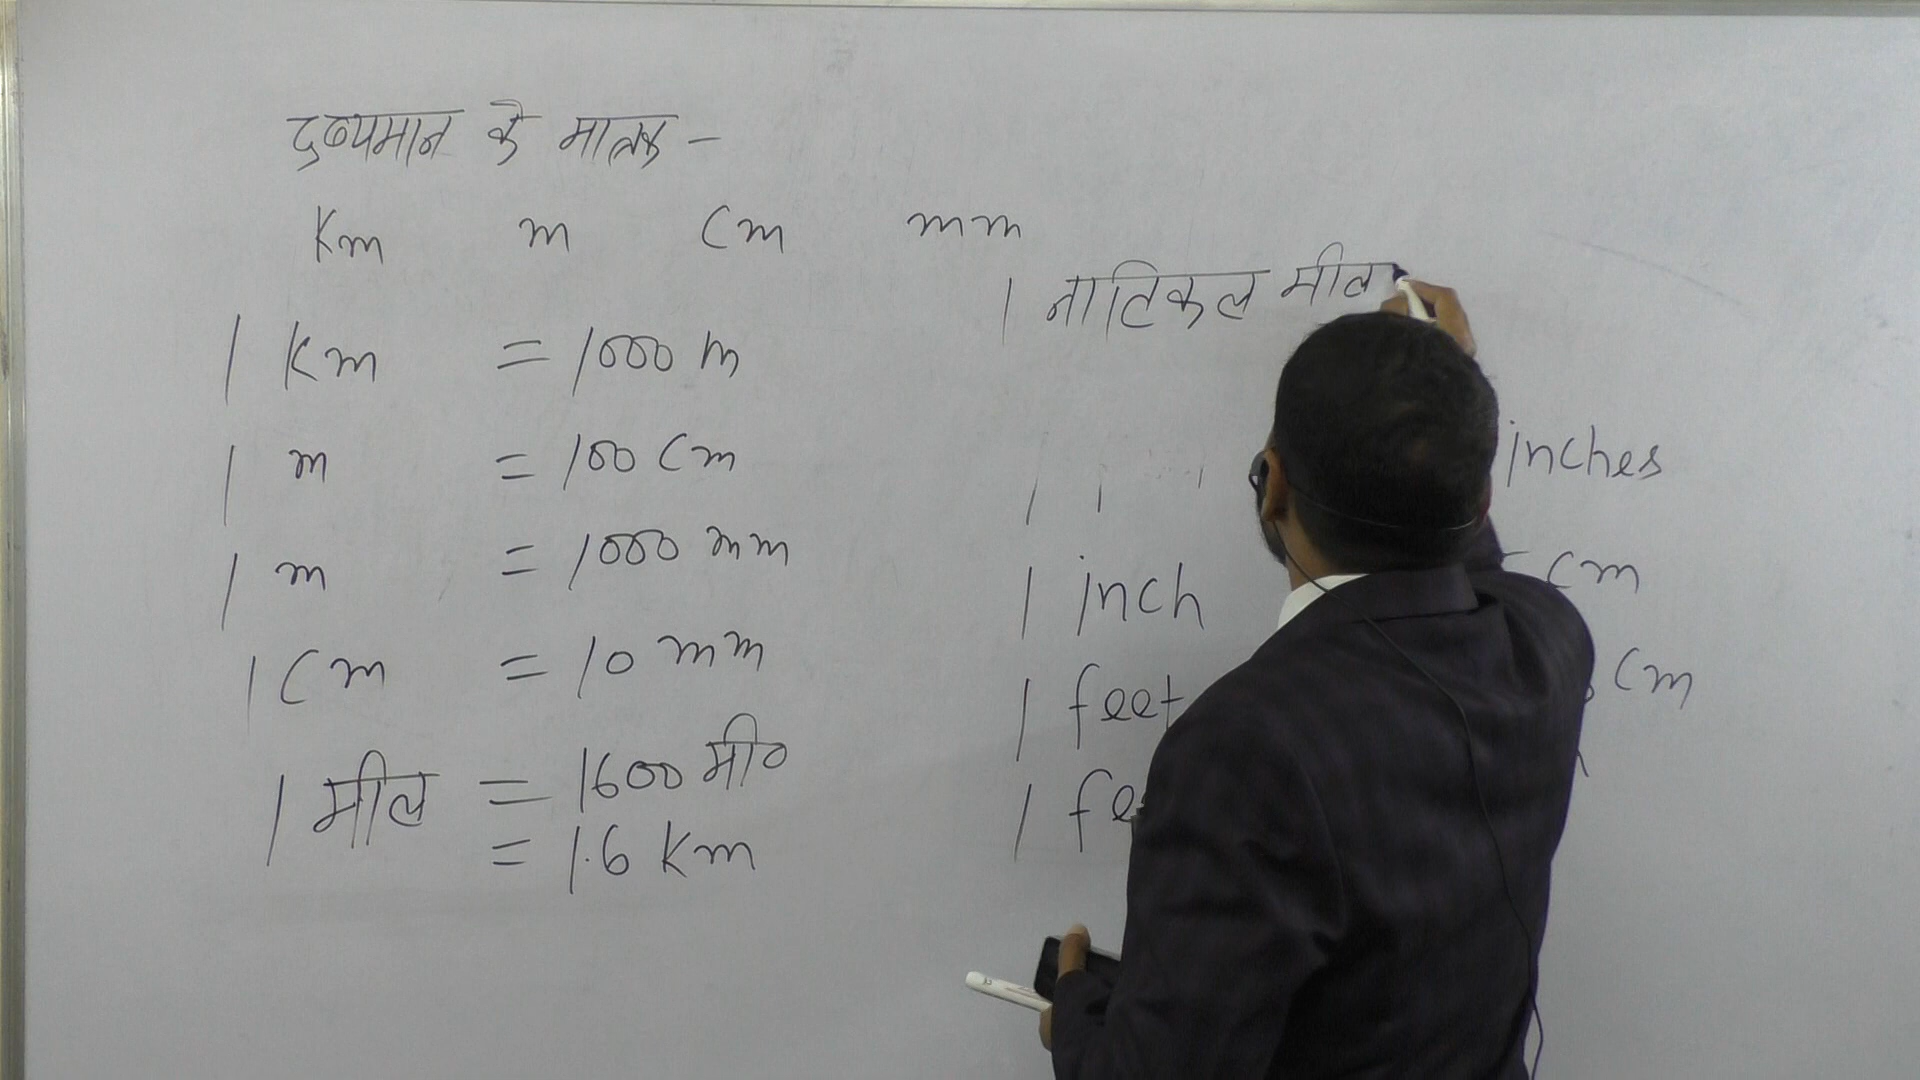 द्रव्यमान के मात्रक -
Km m cm mm
1 Km = 1000 m
1 m = 100 cm
1 m = 1000 mm
1 cm = 10 mm
1 मील = 1600 मी०
= 1.6 Km
1 नाटिकल मील
1 inches
1 inch cm
1 feet cm
1